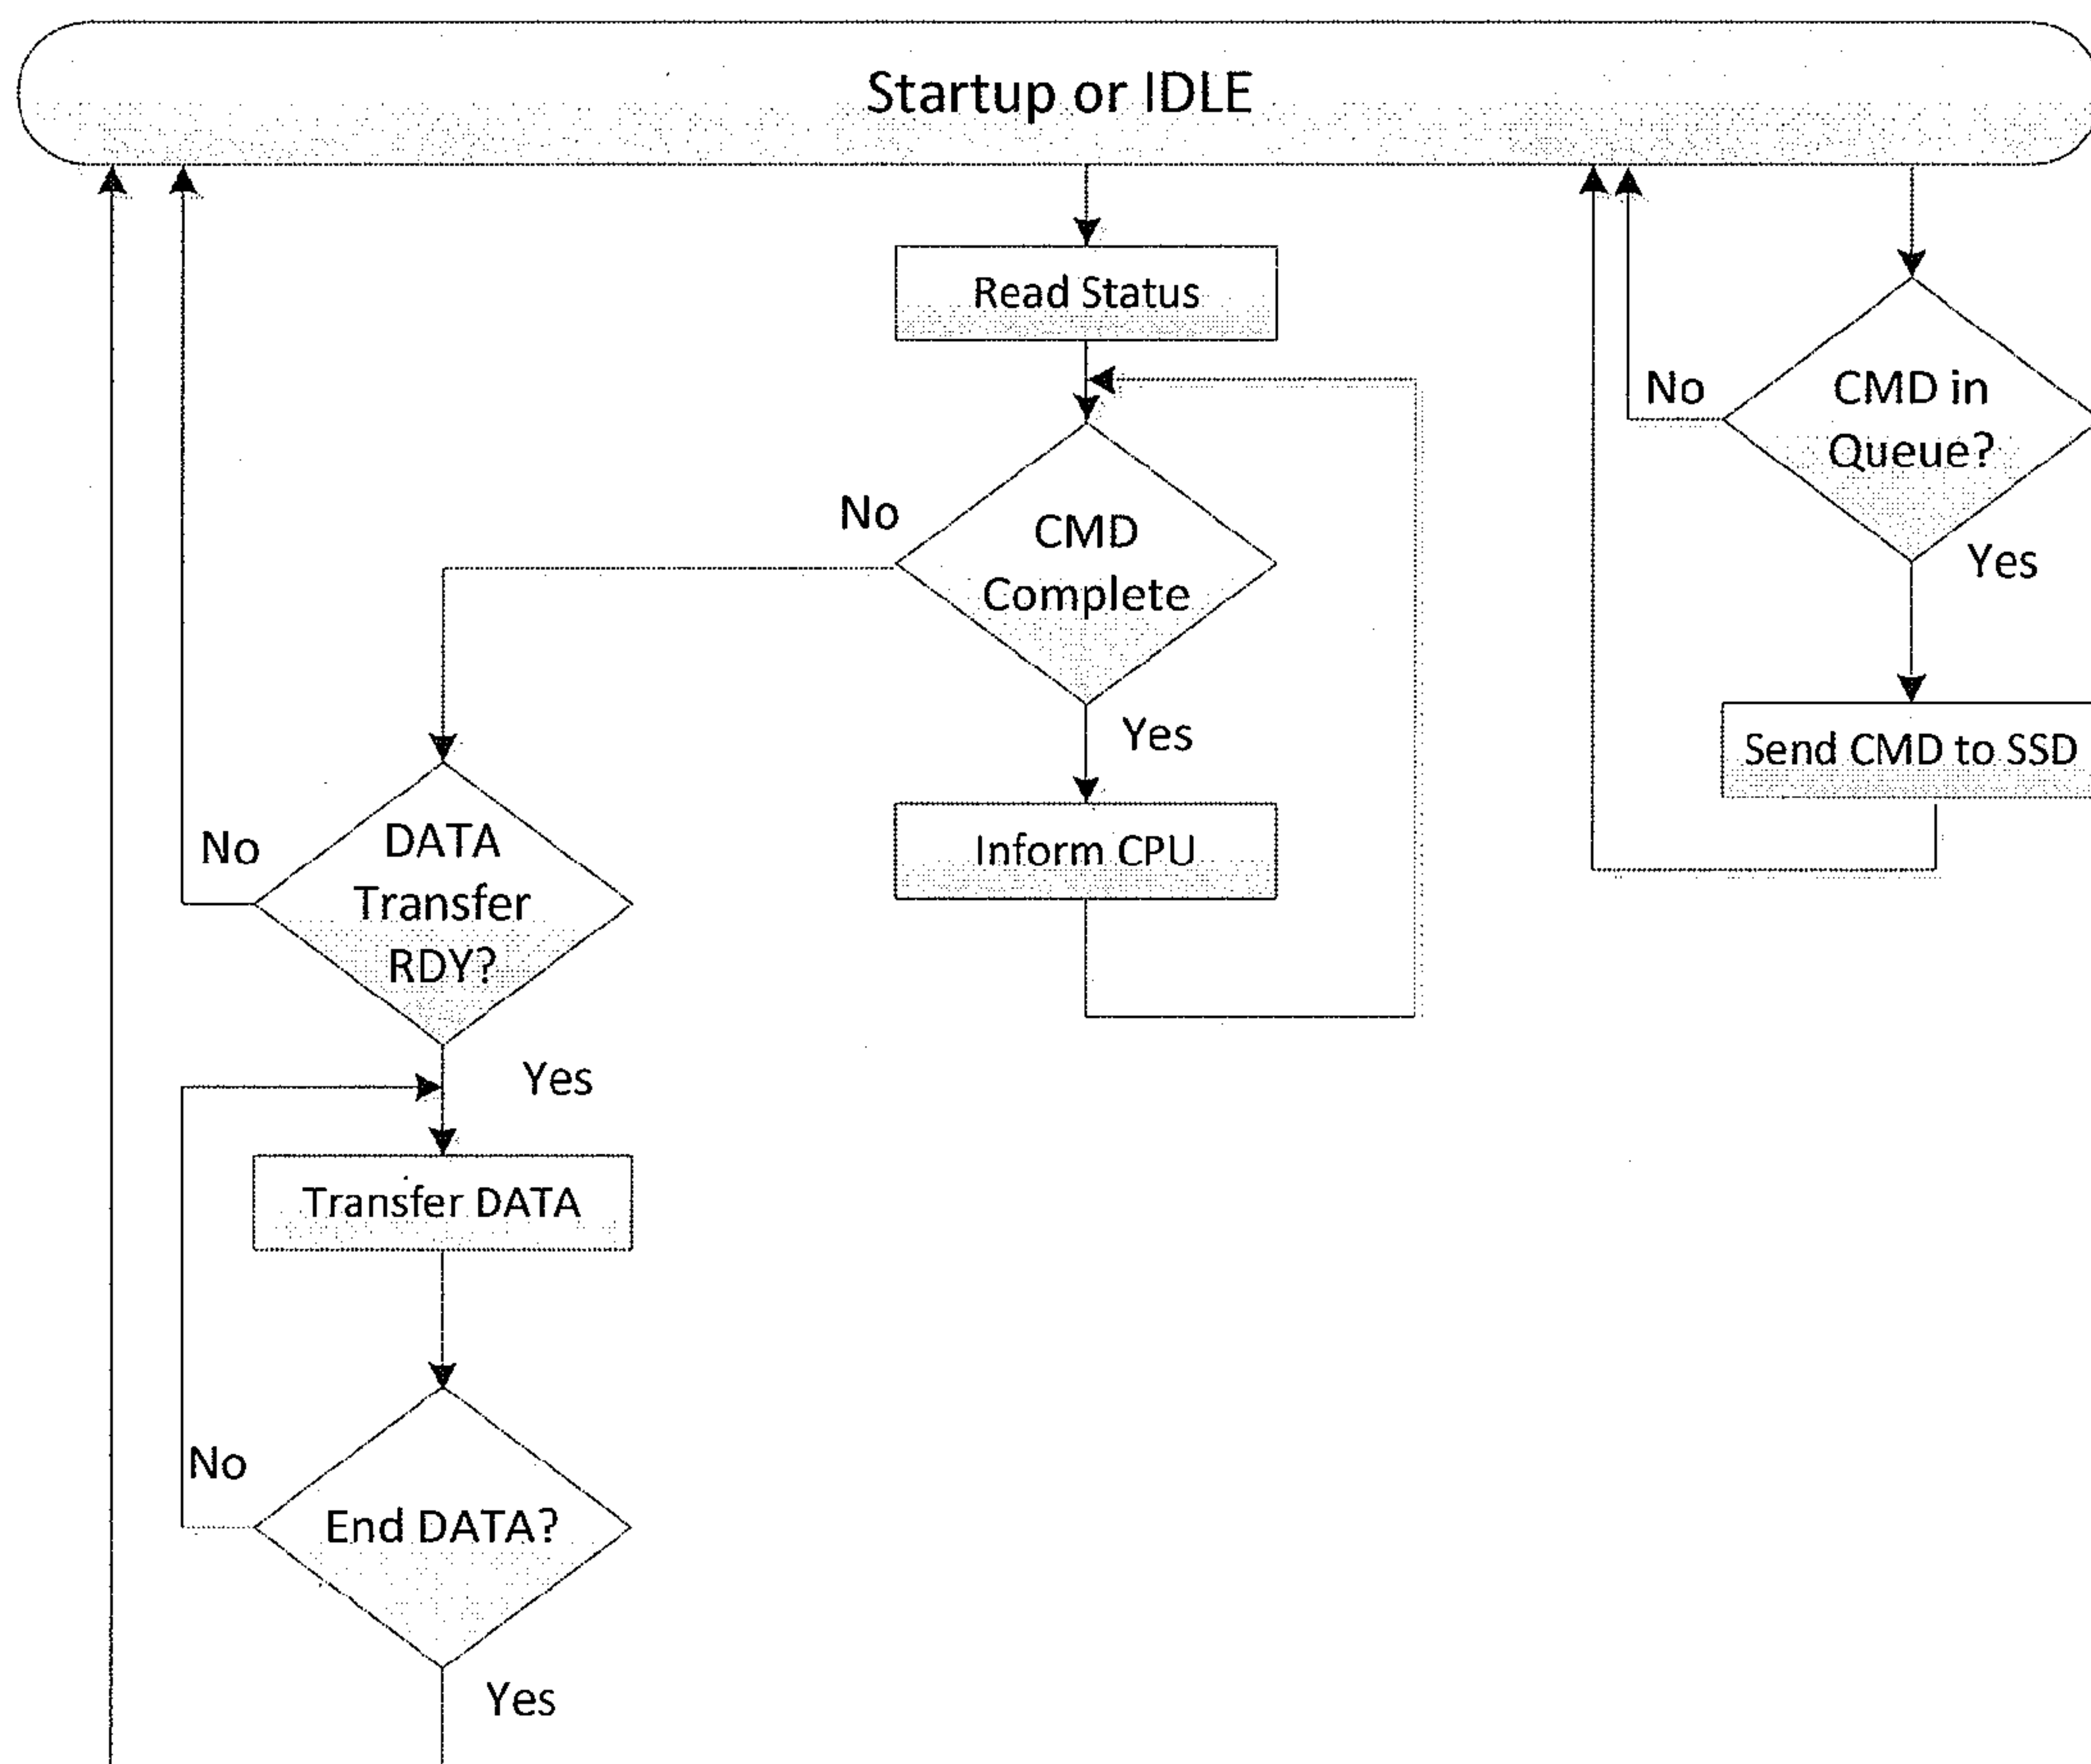 Startup or IDLE
Read Status
No
CMD in
Queue?
No
CMD
Complete
Yes
Yes
Send CMD to SSD
No
DATA
Transfer
RDY?
Inform CPU
Yes
Transfer DATA
No
End DATA?
Yes